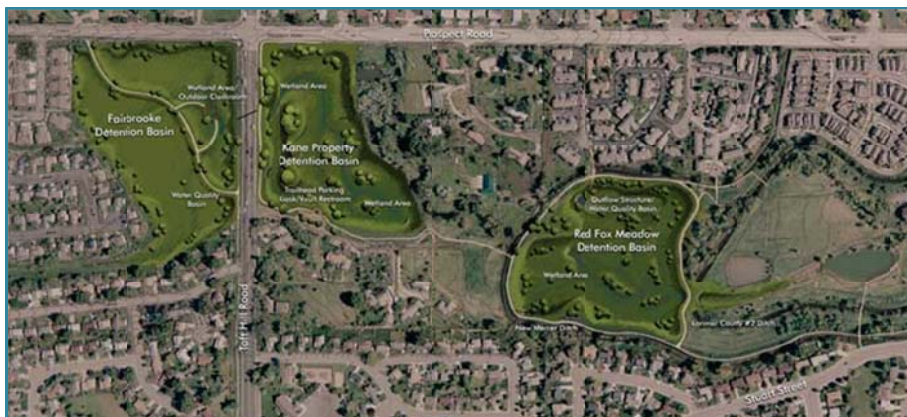 Prospect Road
Wetland Area/
Outdoor Classroom
Fairbrooke
Detention Basin
Water Quality
Basin
Taft Hill Road
Wetland Area
Kane Property
Detention Basin
Trailhead Parking
Vault Restroom
Wetland Area
Outflow Structure/
Water Quality Basin
Red Fox Meadow
Detention Basin
Wetland Area
New Mercer Ditch
Larimer County #2 Ditch
Stuart Street